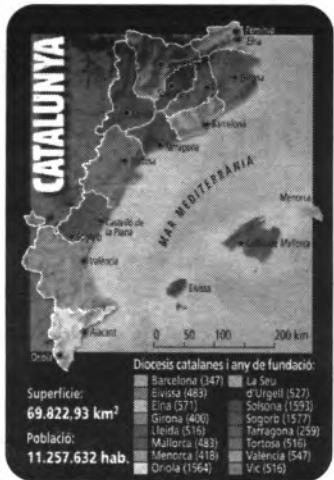 CATALUNYA
Elna
Girona
Barcelona
Tarragona
Tortosa
MAR MEDITERRÀNIA
Menorca
Castelló de
la Plana
Ciutat de Mallorca
València
Eivissa
Alacant
Oriola
0 50 100 200 km
Superfície:
69.822,93 km²
Població:
11.257.632 hab.
Diocesis catalanes i any de fundació:
Barcelona (347)
Eivissa (483)
Elna (571)
Girona (400)
Lleida (516)
Mallorca (483)
Menorca (418)
Oriola (1564)
La Seu
d'Urgell (527)
Solsona (1593)
Sogorb (1577)
Tarragona (259)
Tortosa (516)
València (547)
Vic (516)